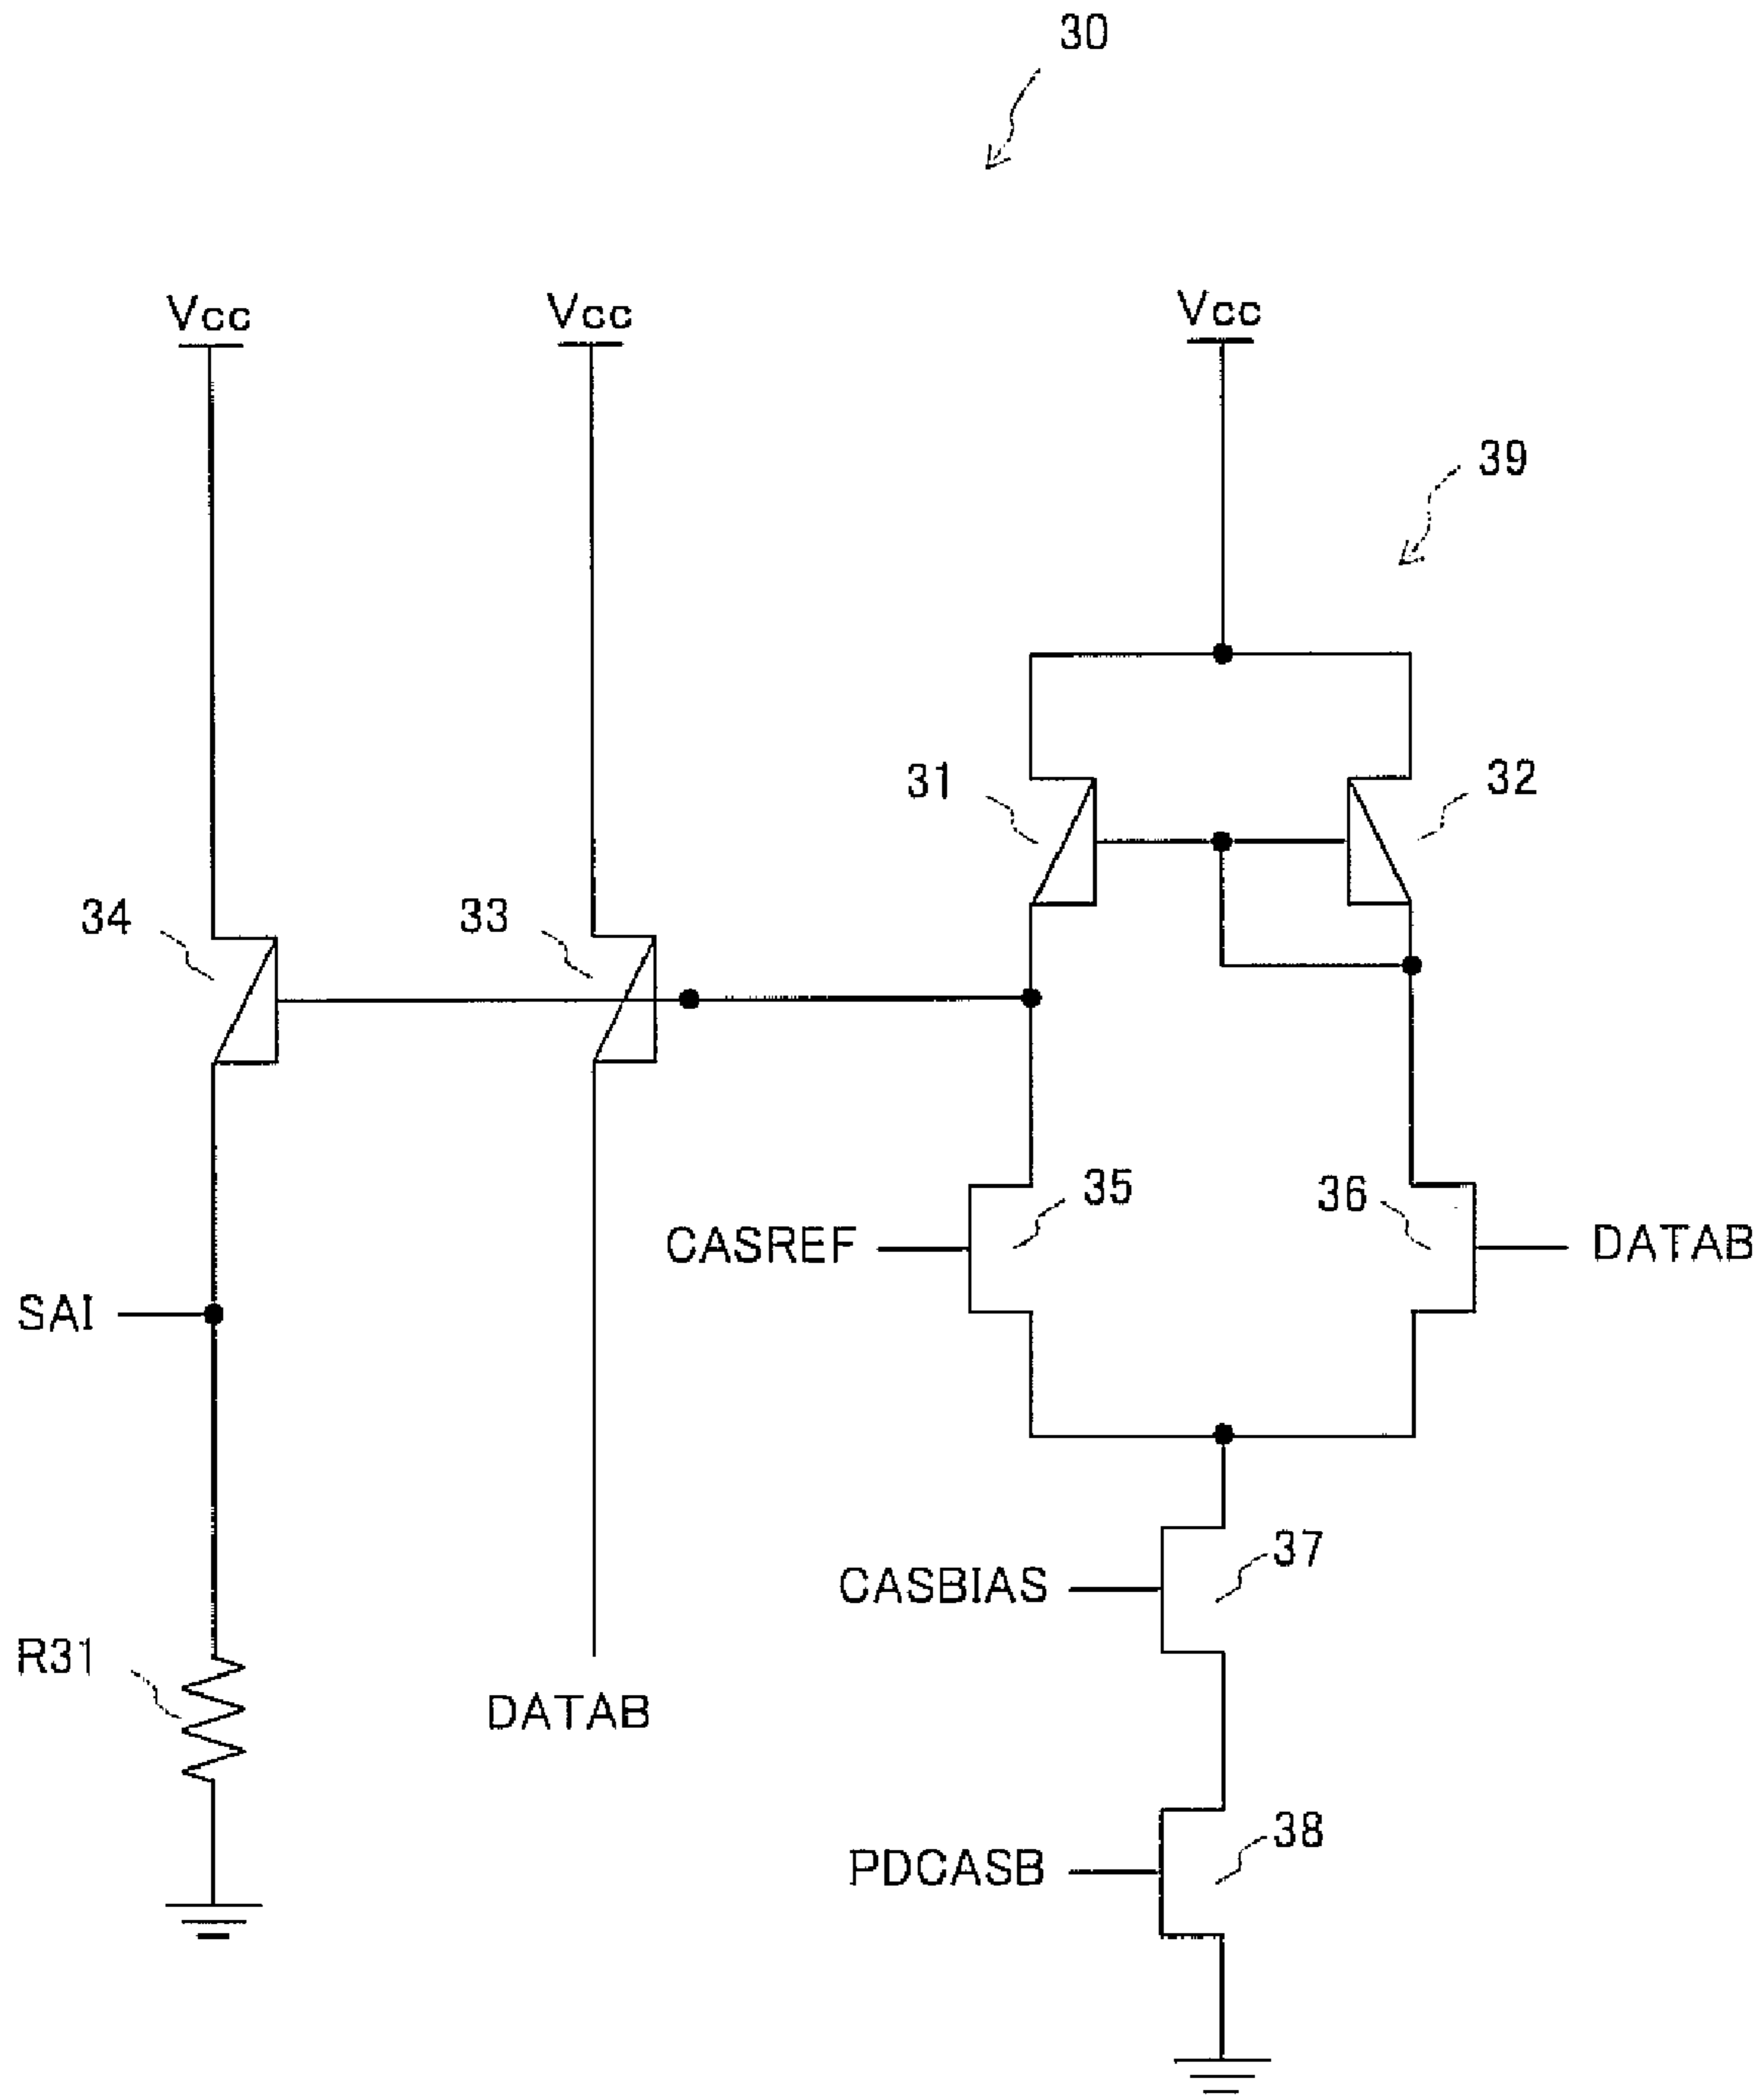 30
Vcc
Vcc
Vcc
39
31
32
34
33
35
36
CASREF
DATAB
SAI
37
CASBIAS
R31
DATAB
38
PDCASB